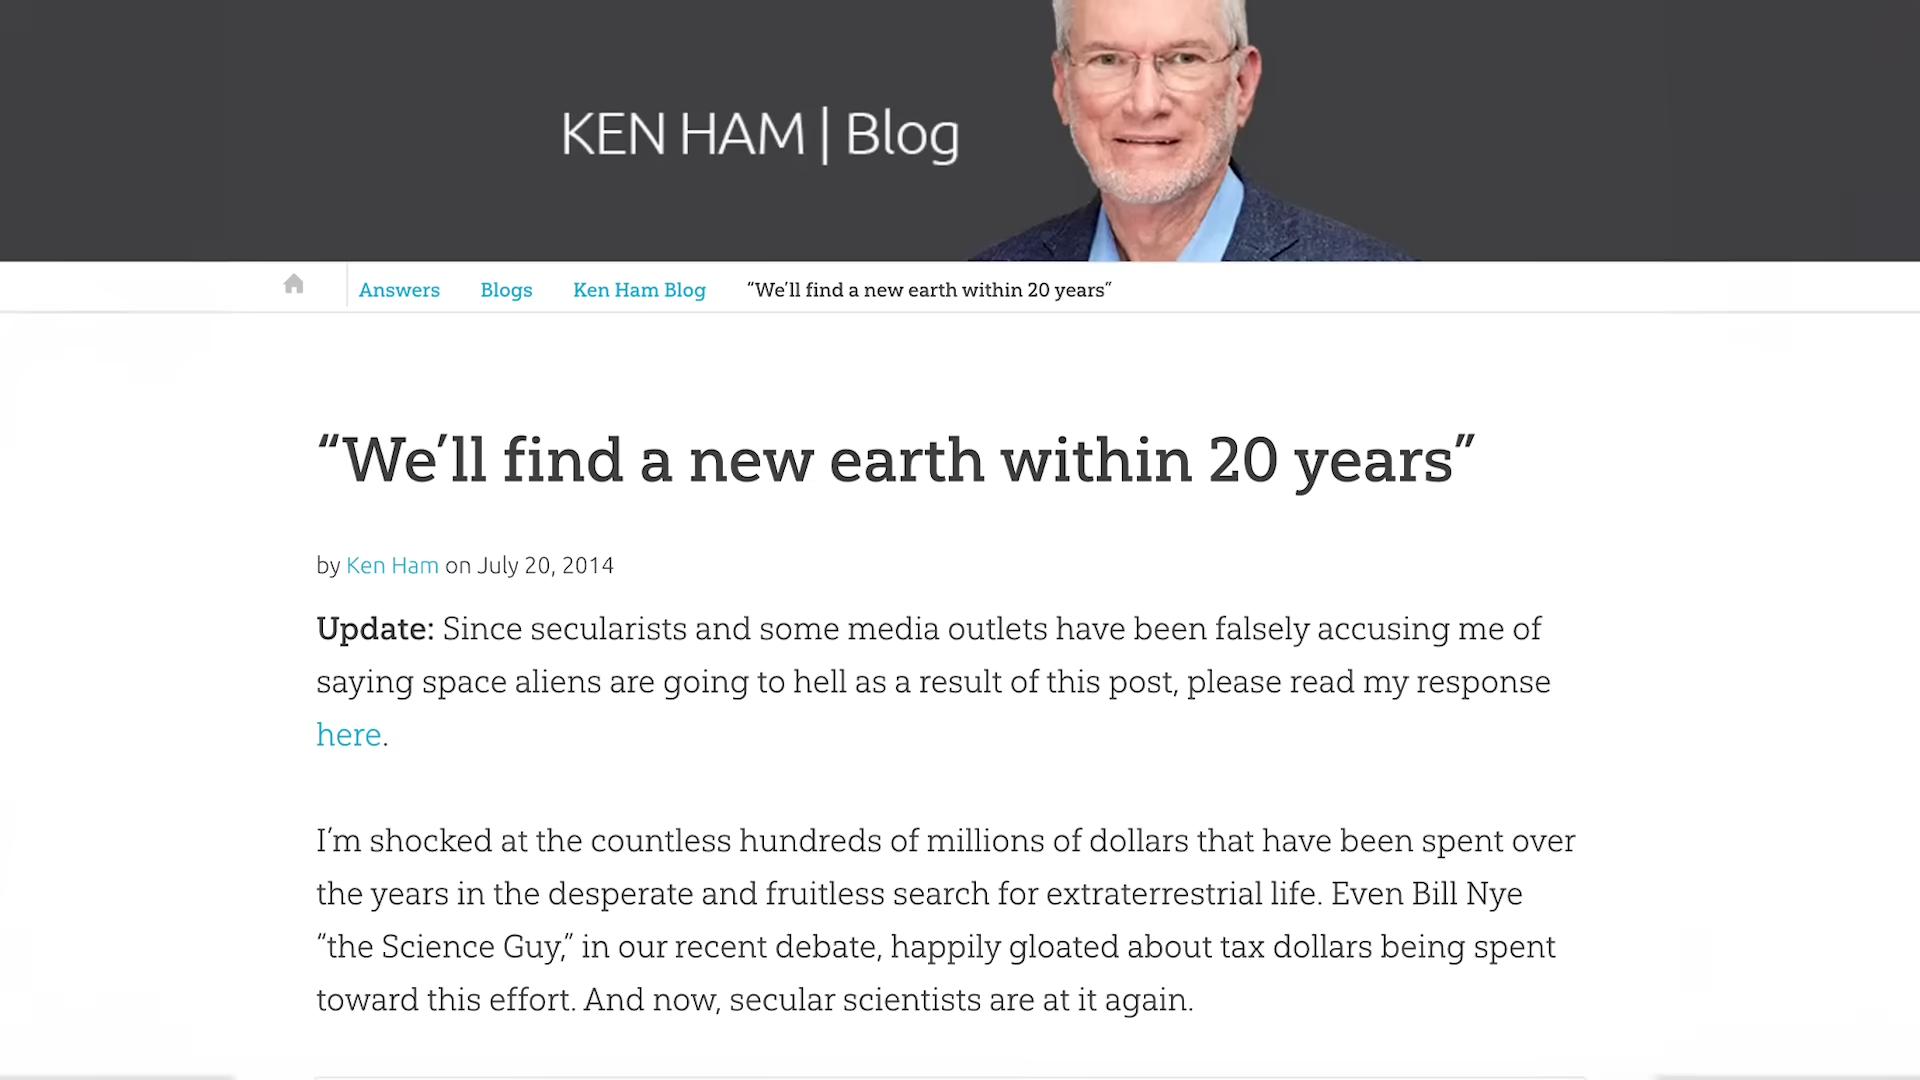 KEN HAM | Blog
Answers Blogs Ken Ham Blog “We’ll find a new earth within 20 years”
“We’ll find a new earth within 20 years”
by Ken Ham on July 20, 2014
Update: Since secularists and some media outlets have been falsely accusing me of
saying space aliens are going to hell as a result of this post, please read my response
here.
I’m shocked at the countless hundreds of millions of dollars that have been spent over
the years in the desperate and fruitless search for extraterrestrial life. Even Bill Nye
“the Science Guy,” in our recent debate, happily gloated about tax dollars being spent
toward this effort. And now, secular scientists are at it again.